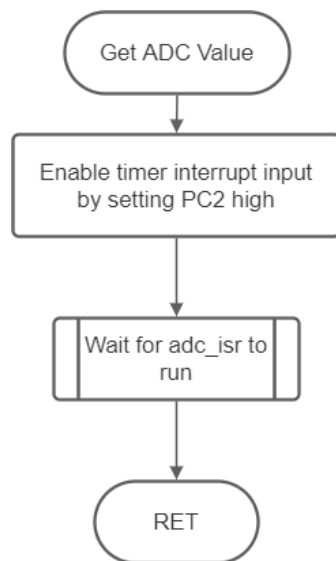 Get ADC Value
Enable timer interrupt input
by setting PC2 high
Wait for adc_isr to
run
RET